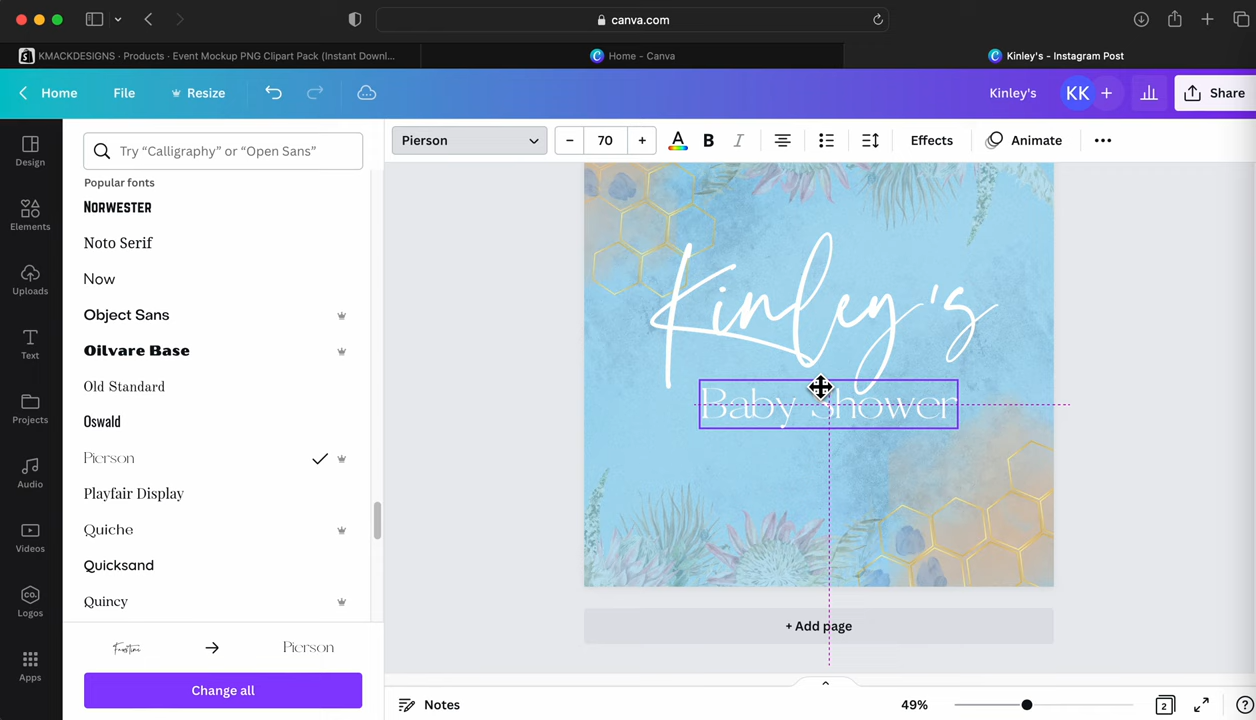 canva.com
KMACKDESIGNS · Products · Event Mockup PNG Clipart Pack (Instant Downl...
Home - Canva
Kinley's - Instagram Post
Home
File
Resize
Kinley's
KK
+
Share
Design
Elements
Uploads
Text
Projects
Audio
Videos
Logos
Apps
Try “Calligraphy” or “Open Sans”
Popular fonts
Norwester
Noto Serif
Now
Object Sans
Oilvare Base
Old Standard
Oswald
Pierson
Playfair Display
Quiche
Quicksand
Quincy
Pierson
Change all
Pierson
– 70 +
A B I
Effects
Animate
Kinley's
Baby Shower
+ Add page
Notes
49%
2
?
co.